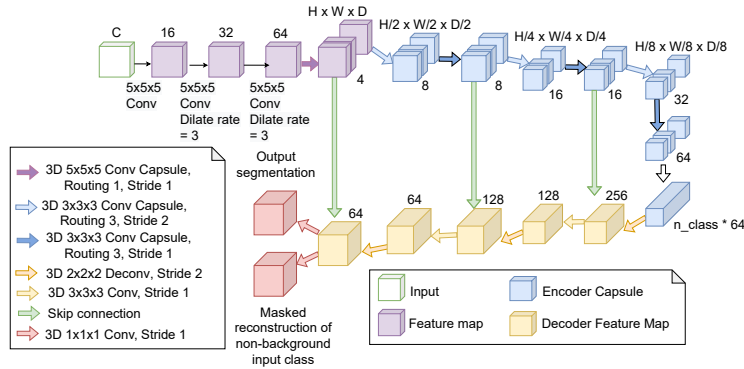 C
16
32
64
H x W x D
H/2 x W/2 x D/2
H/4 x W/4 x D/4
H/8 x W/8 x D/8
5x5x5
Conv
5x5x5
Conv
Dilate rate
= 3
5x5x5
Conv
Dilate rate
= 3
4
8
8
16
16
32
64
n_class * 64
Output
segmentation
64
64
128
128
256
Masked
reconstruction of
non-background
input class
3D 5x5x5 Conv Capsule,
Routing 1, Stride 1
3D 3x3x3 Conv Capsule,
Routing 3, Stride 2
3D 3x3x3 Conv Capsule,
Routing 3, Stride 1
3D 2x2x2 Deconv, Stride 2
3D 3x3x3 Conv, Stride 1
Skip connection
3D 1x1x1 Conv, Stride 1
Input
Encoder Capsule
Feature map
Decoder Feature Map